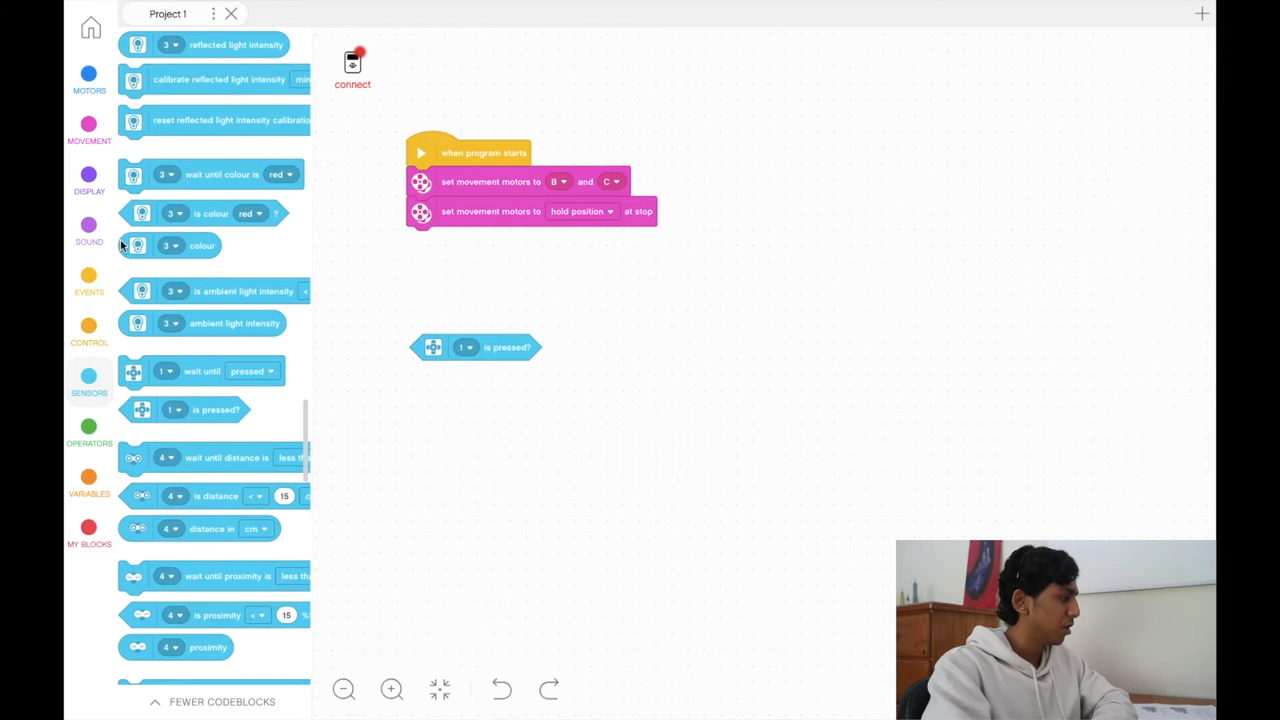 Project 1
connect
MOTORS
MOVEMENT
DISPLAY
SOUND
EVENTS
CONTROL
SENSORS
OPERATORS
VARIABLES
MY BLOCKS
3 reflected light intensity
calibrate reflected light intensity
reset reflected light intensity
3 wait until colour is red
3 is colour red ?
3 colour
3 is ambient light intensity <
3 ambient light intensity
1 wait until pressed
1 is pressed?
4 wait until distance is less
4 is distance < 15
4 distance in cm
4 wait until proximity is less
4 is proximity < 15 %
4 proximity
FEWER CODEBLOCKS
when program starts
set movement motors to B and C
set movement motors to hold position at stop
1 is pressed?